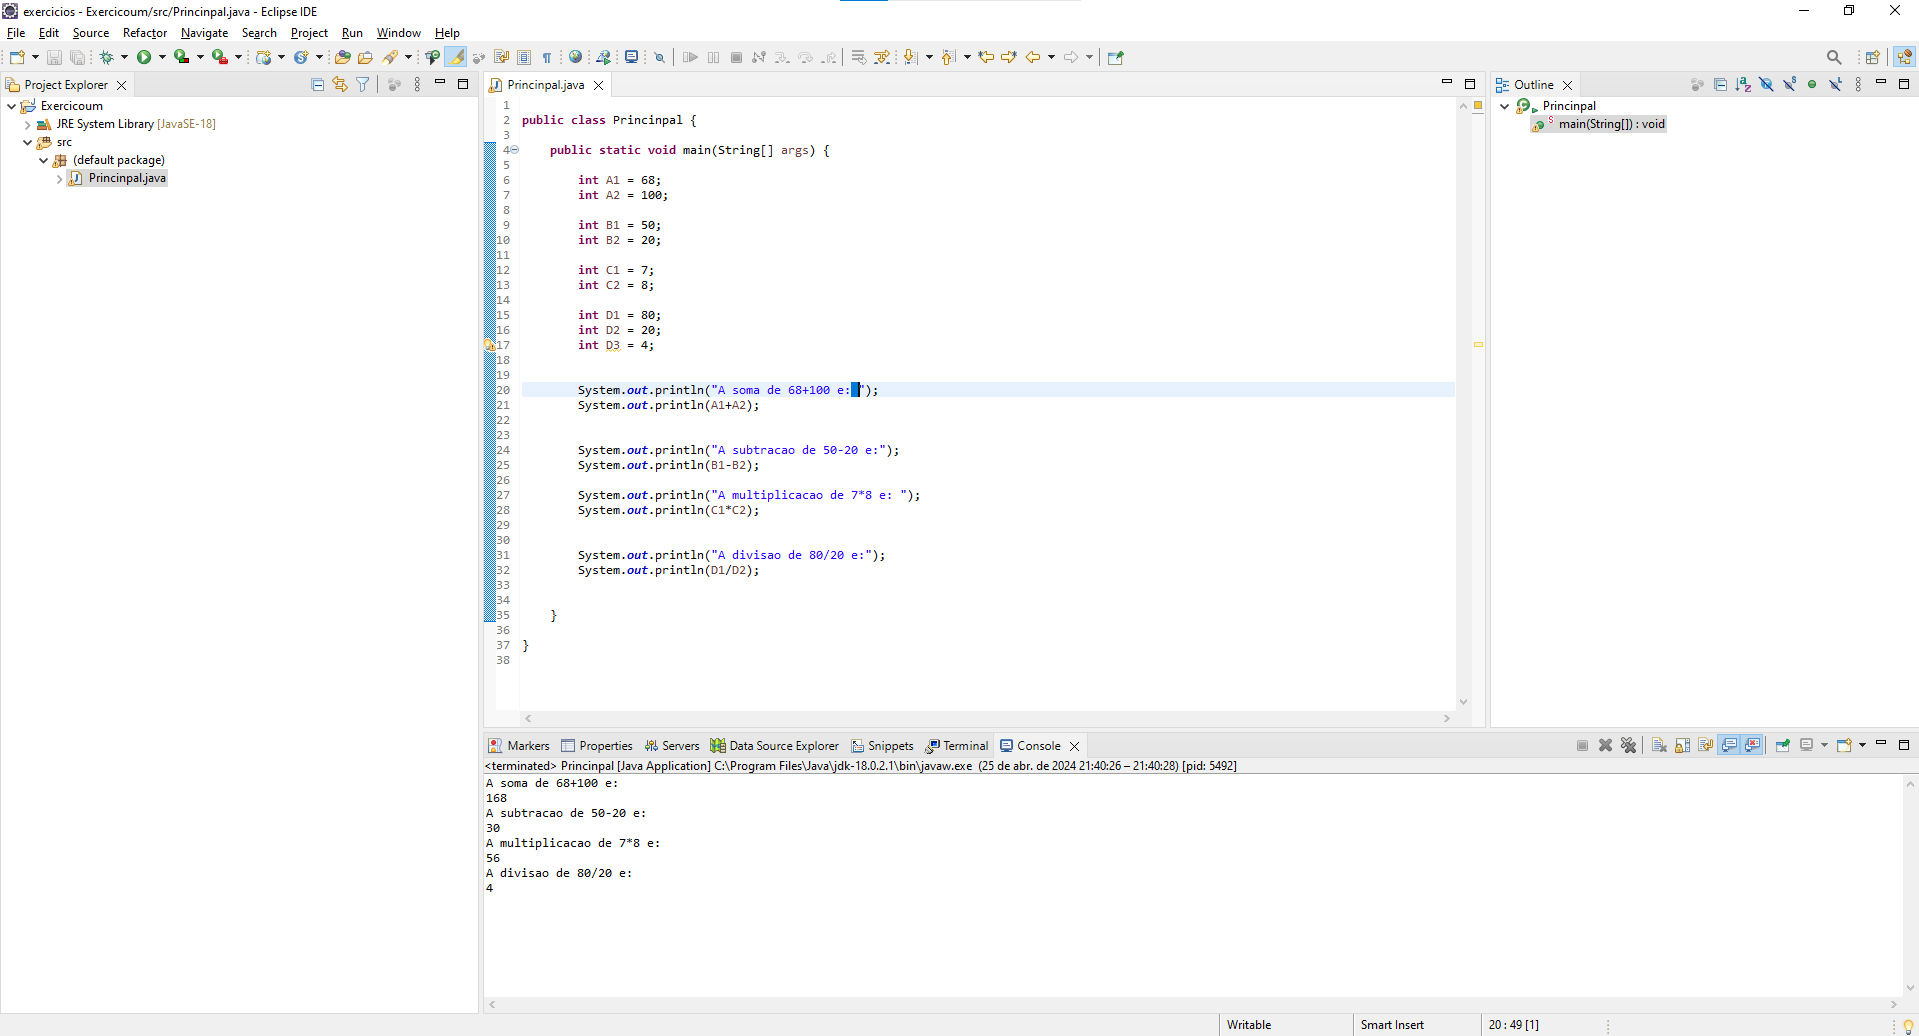 exercicios - Exercicoum/src/Princinpal.java - Eclipse IDE
File Edit Source Refactor Navigate Search Project Run Window Help
Project Explorer
Exercicoum
JRE System Library [JavaSE-18]
src
(default package)
Princinpal.java
Princinpal.java
1
2 public class Princinpal {
3
4 public static void main(String[] args) {
5
6 int A1 = 68;
7 int A2 = 100;
8
9 int B1 = 50;
10 int B2 = 20;
11
12 int C1 = 7;
13 int C2 = 8;
14
15 int D1 = 80;
16 int D2 = 20;
17 int D3 = 4;
18
19
20 System.out.println("A soma de 68+100 e: ");
21 System.out.println(A1+A2);
22
23
24 System.out.println("A subtracao de 50-20 e:");
25 System.out.println(B1-B2);
26
27 System.out.println("A multiplicacao de 7*8 e: ");
28 System.out.println(C1*C2);
29
30
31 System.out.println("A divisao de 80/20 e:");
32 System.out.println(D1/D2);
33
34
35 }
36
37 }
38
Outline
Princinpal
main(String[]) : void
Markers Properties Servers Data Source Explorer Snippets Terminal Console
<terminated> Princinpal [Java Application] C:\Program Files\Java\jdk-18.0.2.1\bin\javaw.exe (25 de abr. de 2024 21:40:26 – 21:40:28) [pid: 5492]
A soma de 68+100 e:
168
A subtracao de 50-20 e:
30
A multiplicacao de 7*8 e:
56
A divisao de 80/20 e:
4
Writable Smart Insert 20 : 49 [1]